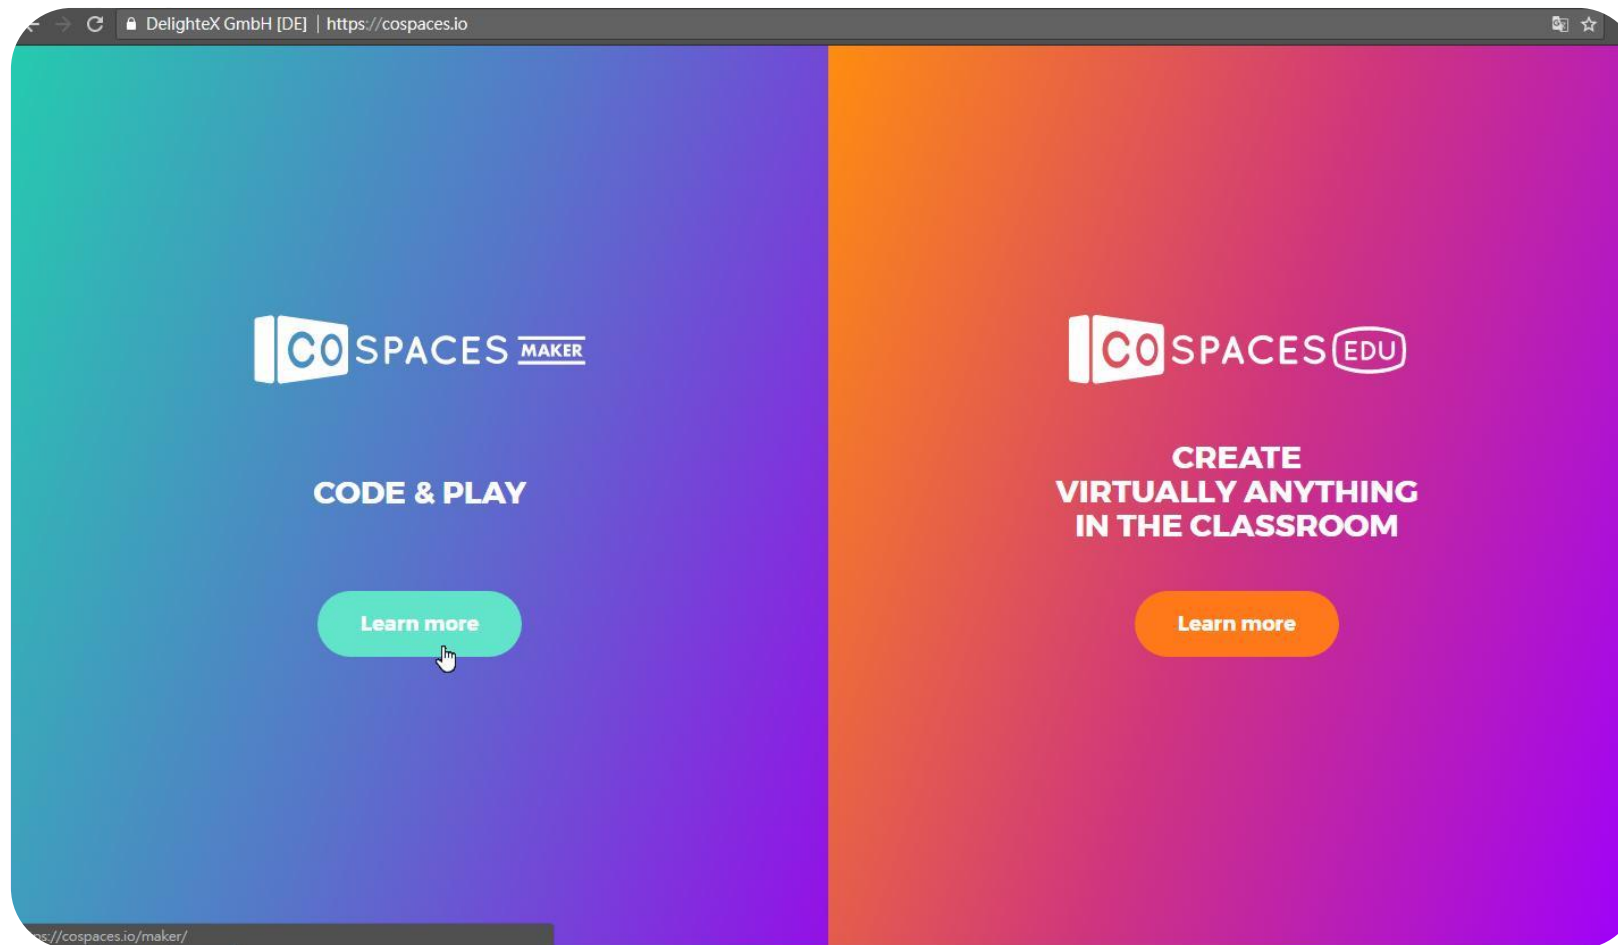 DelighteX GmbH [DE] | https://cospaces.io
CO SPACES MAKER
CODE & PLAY
Learn more
CO SPACES EDU
CREATE
VIRTUALLY ANYTHING
IN THE CLASSROOM
Learn more
ps://cospaces.io/maker/